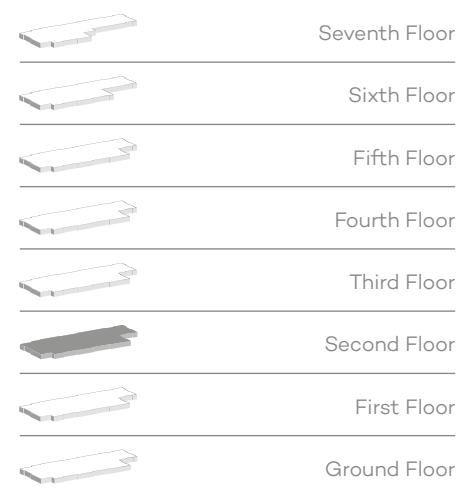 Seventh Floor
Sixth Floor
Fifth Floor
Fourth Floor
Third Floor
Second Floor
First Floor
Ground Floor